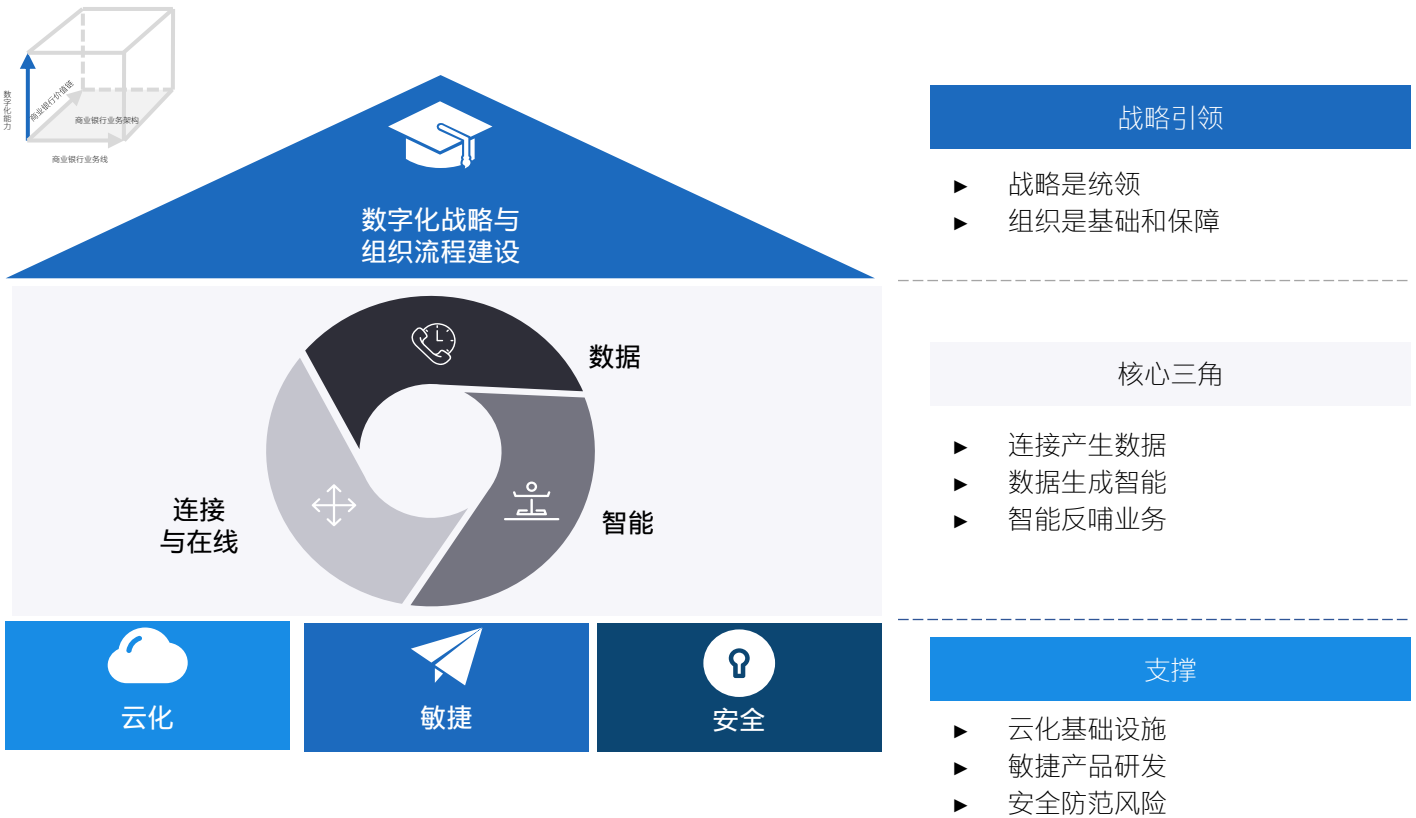 数字化能力
商业银行价值链
商业银行业务架构
商业银行业务线
数字化战略与
组织流程建设
数据
智能
连接
与在线
云化
敏捷
安全
战略引领
► 战略是统领
► 组织是基础和保障
核心三角
► 连接产生数据
► 数据生成智能
► 智能反哺业务
支撑
► 云化基础设施
► 敏捷产品研发
► 安全防范风险